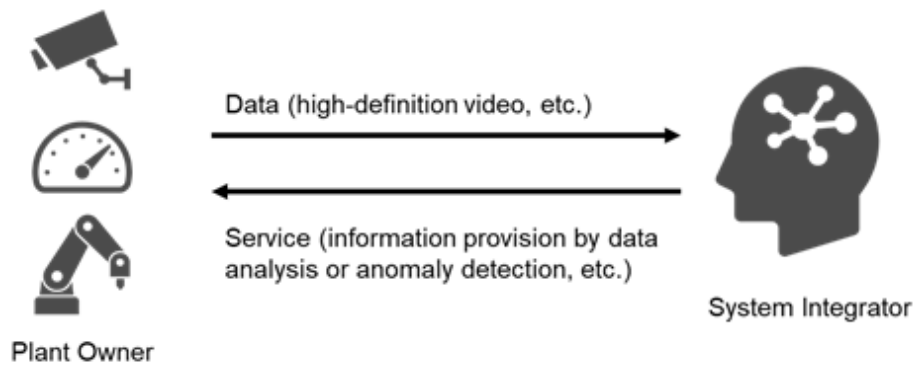 Data (high-definition video, etc.)
Service (information provision by data
analysis or anomaly detection, etc.)
System Integrator
Plant Owner